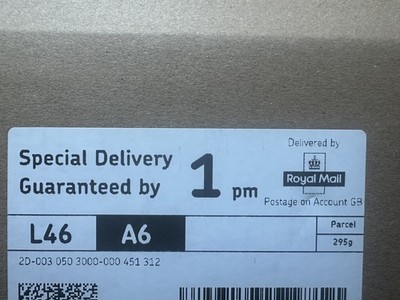 Delivered by
Special Delivery
Guaranteed by 1 pm
Royal Mail
Postage on Account GB
L46 A6 Parcel
295g
2D-003 050 3000-000 451 312